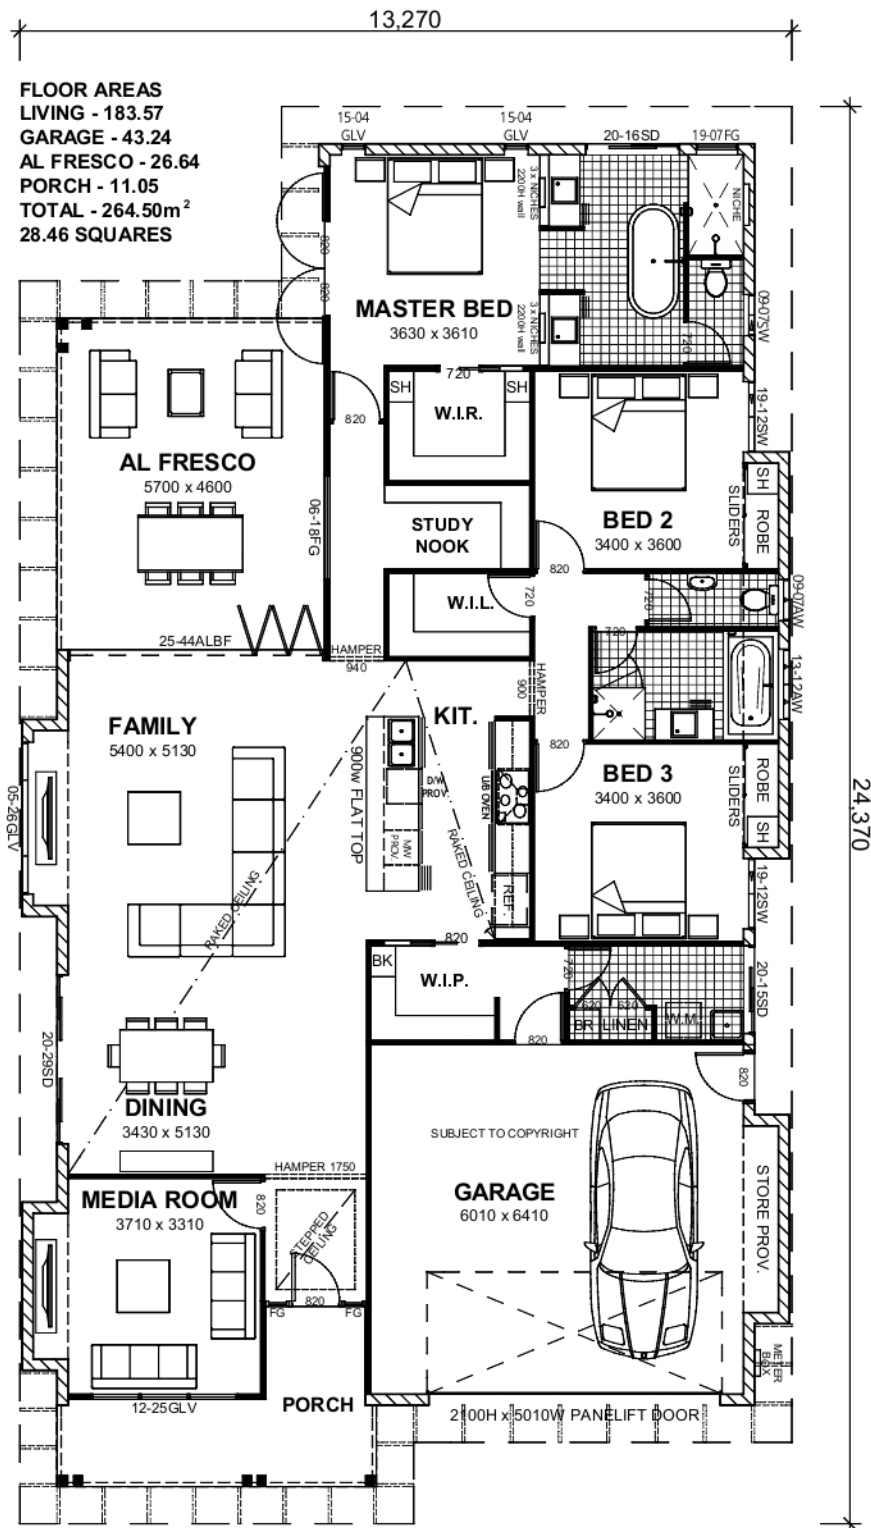 13,270
FLOOR AREAS
LIVING - 183.57
GARAGE - 43.24
AL FRESCO - 26.64
PORCH - 11.05
TOTAL - 264.50m²
28.46 SQUARES
15-04
GLV
15-04
GLV
20-16SD
19-07FG
3 x NICHES
2200H wall
NICHE
820
820
MASTER BED
3630 x 3610
3 x NICHES
2200H wall
720
09-07SW
720
SH
SH
W.I.R.
820
19-12SW
AL FRESCO
5700 x 4600
06-18FG
STUDY
NOOK
BED 2
3400 x 3600
SLIDERS
SH
ROBE
820
W.I.L.
720
720
09-07AW
25-44ALBF
HAMPER
940
720
HAMPER
900
13-12AW
FAMILY
5400 x 5130
KIT.
900w FLAT TOP
D/W
PROV.
U/B OVEN
820
BED 3
3400 x 3600
SLIDERS
ROBE
SH
05-26GLV
24,370
MW
PROV.
RAKED CEILING
RAKED CEILING
REF.
19-12SW
820
BK
W.I.P.
720
620
620
BR
LINEN
W.M.
20-15SD
820
20-29SD
820
DINING
3430 x 5130
SUBJECT TO COPYRIGHT
HAMPER 1750
MEDIA ROOM
3710 x 3310
820
STEPPED
CEILING
GARAGE
6010 x 6410
STORE PROV.
820
FG
FG
METER
BOX
12-25GLV
PORCH
2100H x 5010W PANELIFT DOOR